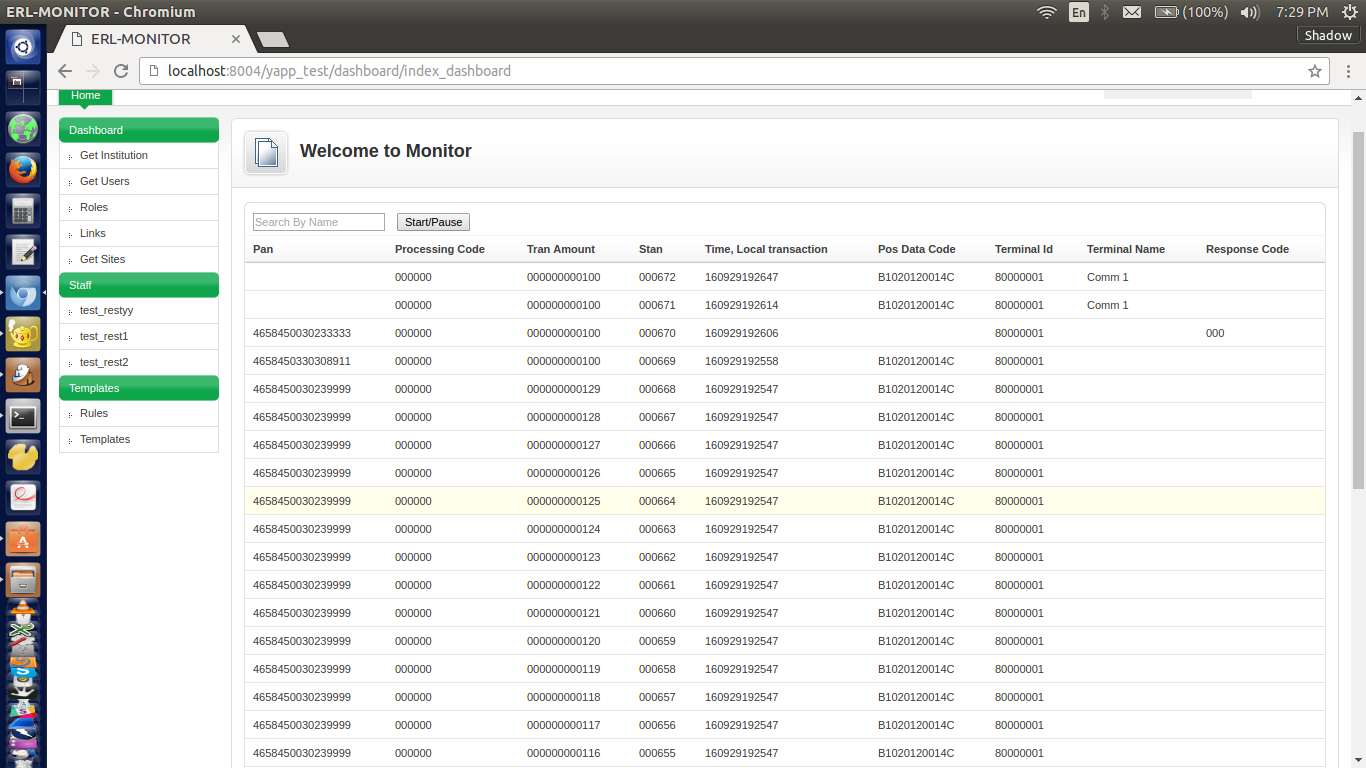 ERL-MONITOR - Chromium
En
(100%)
7:29 PM
ERL-MONITOR
Shadow
localhost:8004/yapp_test/dashboard/index_dashboard
Home
Dashboard
Get Institution
Get Users
Roles
Links
Get Sites
Staff
test_restyy
test_rest1
test_rest2
Templates
Rules
Templates
Welcome to Monitor
Search By Name Start/Pause
Pan Processing Code Tran Amount Stan Time, Local transaction Pos Data Code Terminal Id Terminal Name Response Code
000000 000000000100 000672 160929192647 B1020120014C 80000001 Comm 1
000000 000000000100 000671 160929192614 B1020120014C 80000001 Comm 1
4658450030233333 000000 000000000100 000670 160929192606 80000001 000
4658450330308911 000000 000000000100 000669 160929192558 B1020120014C 80000001
4658450030239999 000000 000000000129 000668 160929192547 B1020120014C 80000001
4658450030239999 000000 000000000128 000667 160929192547 B1020120014C 80000001
4658450030239999 000000 000000000127 000666 160929192547 B1020120014C 80000001
4658450030239999 000000 000000000126 000665 160929192547 B1020120014C 80000001
4658450030239999 000000 000000000125 000664 160929192547 B1020120014C 80000001
4658450030239999 000000 000000000124 000663 160929192547 B1020120014C 80000001
4658450030239999 000000 000000000123 000662 160929192547 B1020120014C 80000001
4658450030239999 000000 000000000122 000661 160929192547 B1020120014C 80000001
4658450030239999 000000 000000000121 000660 160929192547 B1020120014C 80000001
4658450030239999 000000 000000000120 000659 160929192547 B1020120014C 80000001
4658450030239999 000000 000000000119 000658 160929192547 B1020120014C 80000001
4658450030239999 000000 000000000118 000657 160929192547 B1020120014C 80000001
4658450030239999 000000 000000000117 000656 160929192547 B1020120014C 80000001
4658450030239999 000000 000000000116 000655 160929192547 B1020120014C 80000001